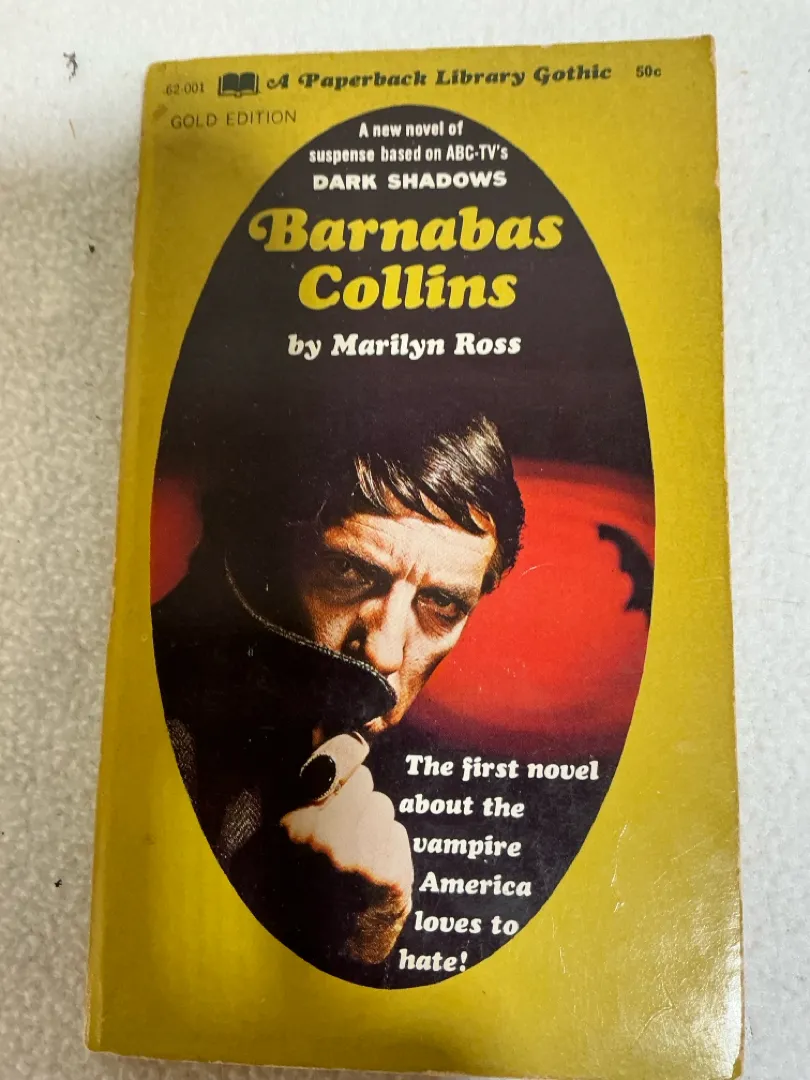 62-001 A Paperback Library Gothic 50c
GOLD EDITION
A new novel of
suspense based on ABC-TV's
DARK SHADOWS
Barnabas
Collins
by Marilyn Ross
The first novel
about the
vampire
America
loves to
hate!